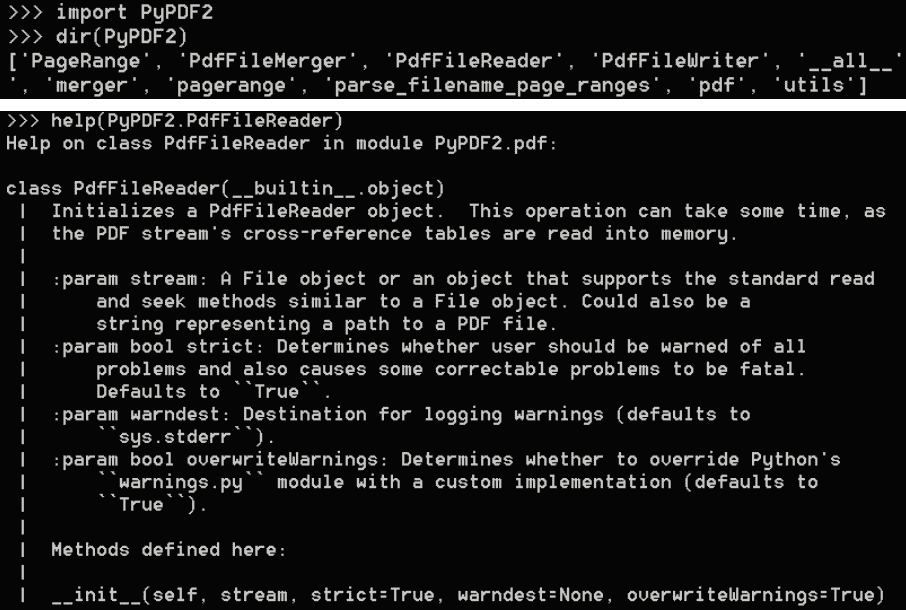 >>> import PyPDF2
>>> dir(PyPDF2)
['PageRange', 'PdfFileMerger', 'PdfFileReader', 'PdfFileWriter', '__all__'
', 'merger', 'pagerange', 'parse_filename_page_ranges', 'pdf', 'utils']
>>> help(PyPDF2.PdfFileReader)
Help on class PdfFileReader in module PyPDF2.pdf:
class PdfFileReader(__builtin__.object)
 |  Initializes a PdfFileReader object.  This operation can take some time, as
 |  the PDF stream's cross-reference tables are read into memory.
 |
 |  :param stream: A File object or an object that supports the standard read
 |      and seek methods similar to a File object. Could also be a
 |      string representing a path to a PDF file.
 |  :param bool strict: Determines whether user should be warned of all
 |      problems and also causes some correctable problems to be fatal.
 |      Defaults to ``True``.
 |  :param warndest: Destination for logging warnings (defaults to
 |      ``sys.stderr``).
 |  :param bool overwriteWarnings: Determines whether to override Python's
 |      ``warnings.py`` module with a custom implementation (defaults to
 |      ``True``).
 |
 |  Methods defined here:
 |
 |  __init__(self, stream, strict=True, warndest=None, overwriteWarnings=True)